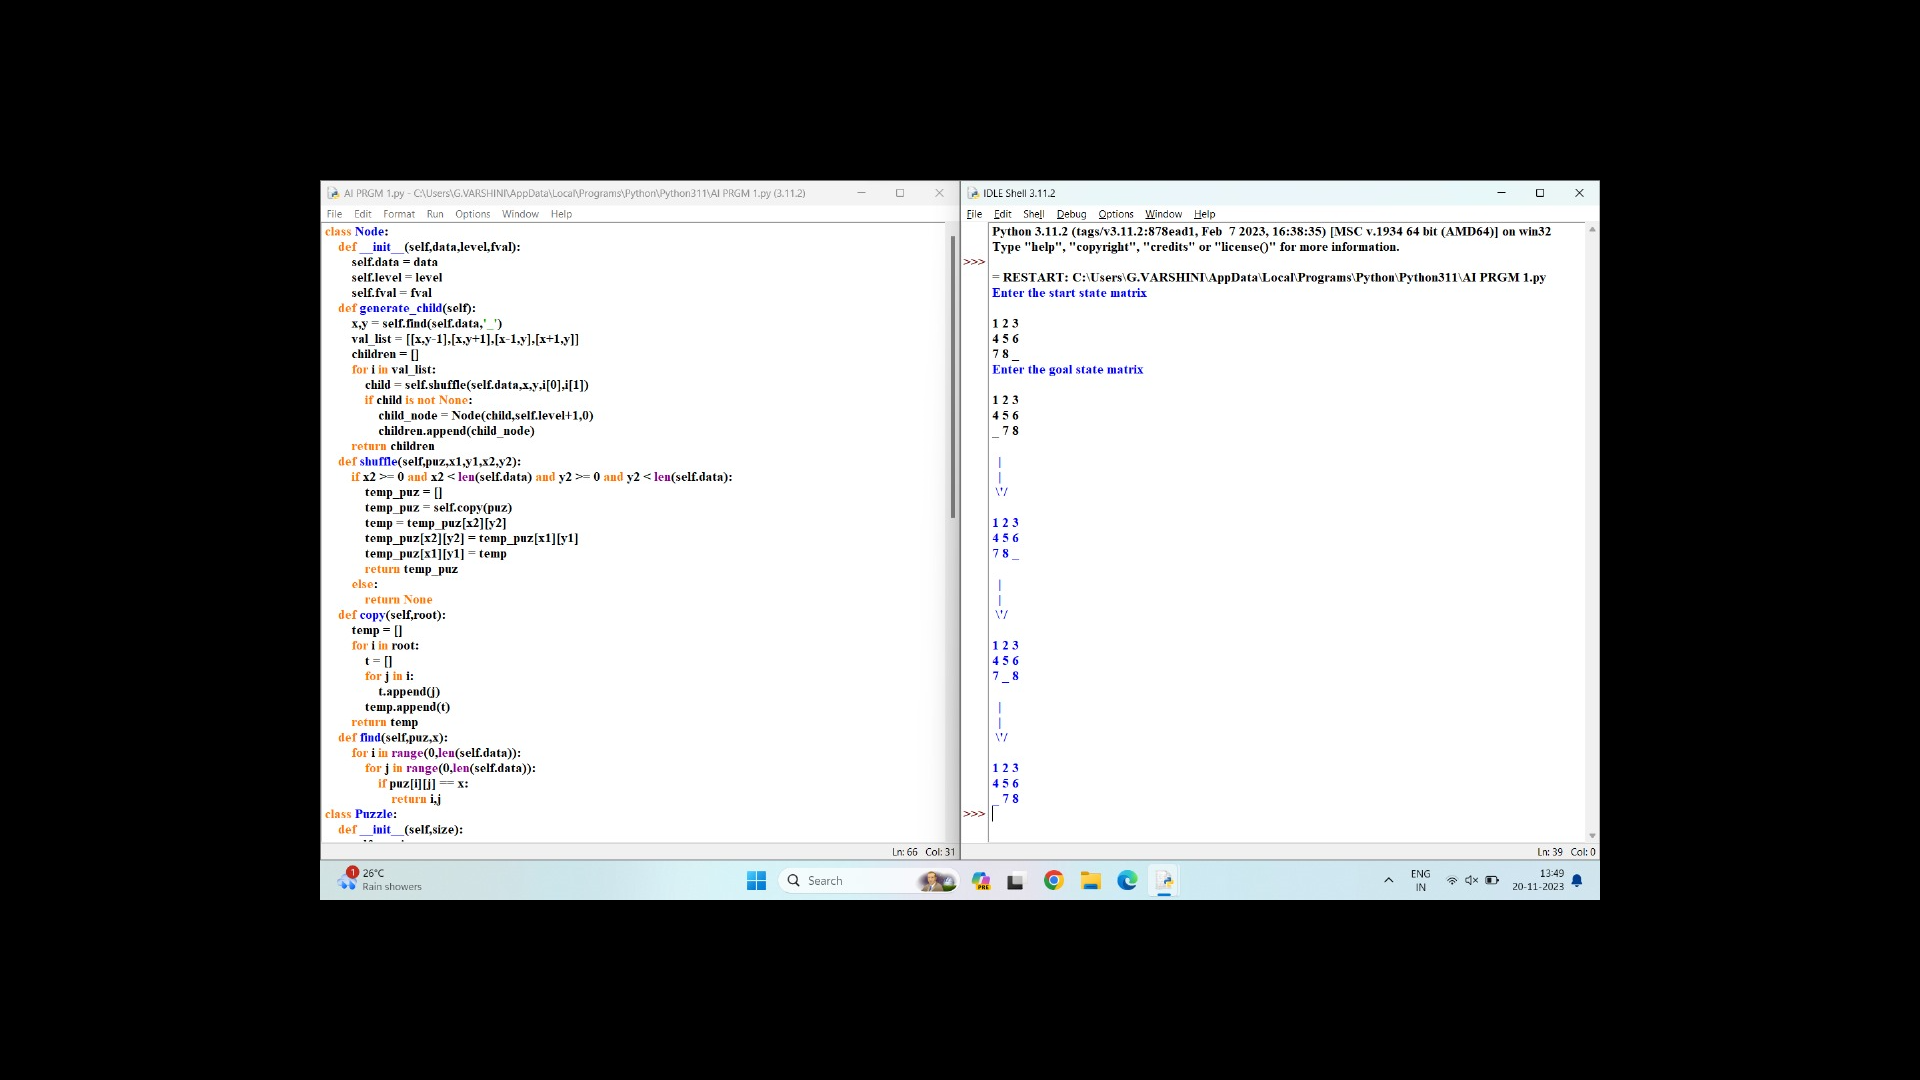 AI PRGM 1.py - C:\Users\G.VARSHINI\AppData\Local\Programs\Python\Python311\AI PRGM 1.py (3.11.2)
File Edit Format Run Options Window Help
class Node:
def __init__(self,data,level,fval):
self.data = data
self.level = level
self.fval = fval
def generate_child(self):
x,y = self.find(self.data,'_')
val_list = [[x,y-1],[x,y+1],[x-1,y],[x+1,y]]
children = []
for i in val_list:
child = self.shuffle(self.data,x,y,i[0],i[1])
if child is not None:
child_node = Node(child,self.level+1,0)
children.append(child_node)
return children
def shuffle(self,puz,x1,y1,x2,y2):
if x2 >= 0 and x2 < len(self.data) and y2 >= 0 and y2 < len(self.data):
temp_puz = []
temp_puz = self.copy(puz)
temp = temp_puz[x2][y2]
temp_puz[x2][y2] = temp_puz[x1][y1]
temp_puz[x1][y1] = temp
return temp_puz
else:
return None
def copy(self,root):
temp = []
for i in root:
t = []
for j in i:
t.append(j)
temp.append(t)
return temp
def find(self,puz,x):
for i in range(0,len(self.data)):
for j in range(0,len(self.data)):
if puz[i][j] == x:
return i,j
class Puzzle:
def __init__(self,size):
Ln: 66 Col: 31
IDLE Shell 3.11.2
File Edit Shell Debug Options Window Help
Python 3.11.2 (tags/v3.11.2:878ead1, Feb 7 2023, 16:38:35) [MSC v.1934 64 bit (AMD64)] on win32
Type "help", "copyright", "credits" or "license()" for more information.
>>>
= RESTART: C:\Users\G.VARSHINI\AppData\Local\Programs\Python\Python311\AI PRGM 1.py
Enter the start state matrix
1 2 3
4 5 6
7 8 _
Enter the goal state matrix
1 2 3
4 5 6
_ 7 8
|
|
\'/
1 2 3
4 5 6
7 8 _
|
|
\'/
1 2 3
4 5 6
7 _ 8
|
|
\'/
1 2 3
4 5 6
_ 7 8
>>>
Ln: 39 Col: 0
1
26°C
Rain showers
Search
PRE
ENG
IN
13:49
20-11-2023